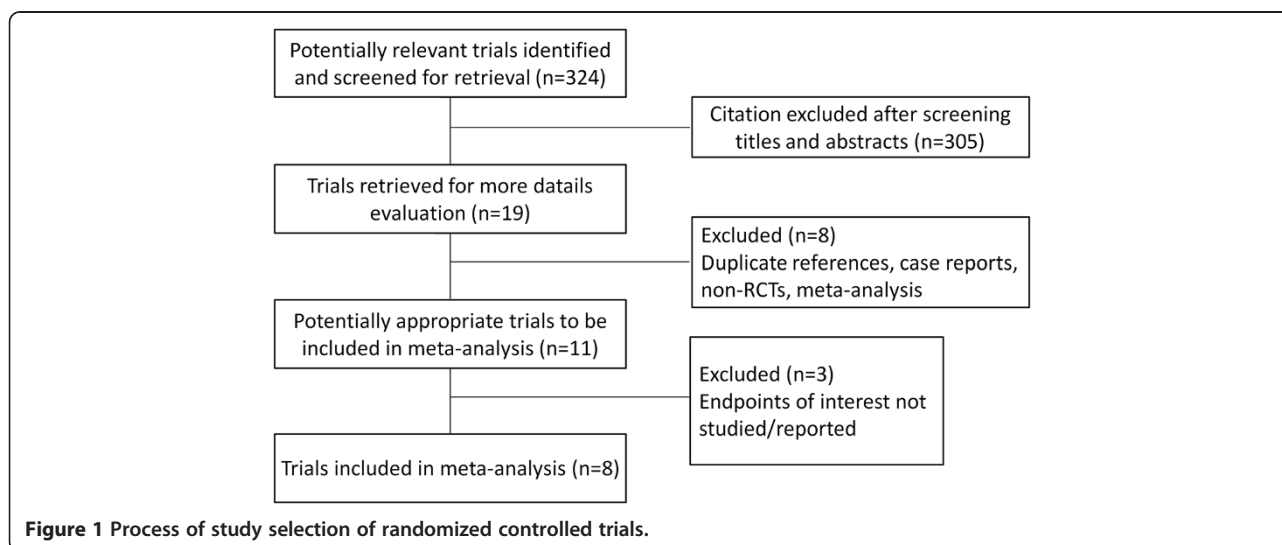 Potentially relevant trials identified
and screened for retrieval (n=324)
Citation excluded after screening
titles and abstracts (n=305)
Trials retrieved for more datails
evaluation (n=19)
Excluded (n=8)
Duplicate references, case reports,
non-RCTs, meta-analysis
Potentially appropriate trials to be
included in meta-analysis (n=11)
Excluded (n=3)
Endpoints of interest not
studied/reported
Trials included in meta-analysis (n=8)
Figure 1 Process of study selection of randomized controlled trials.